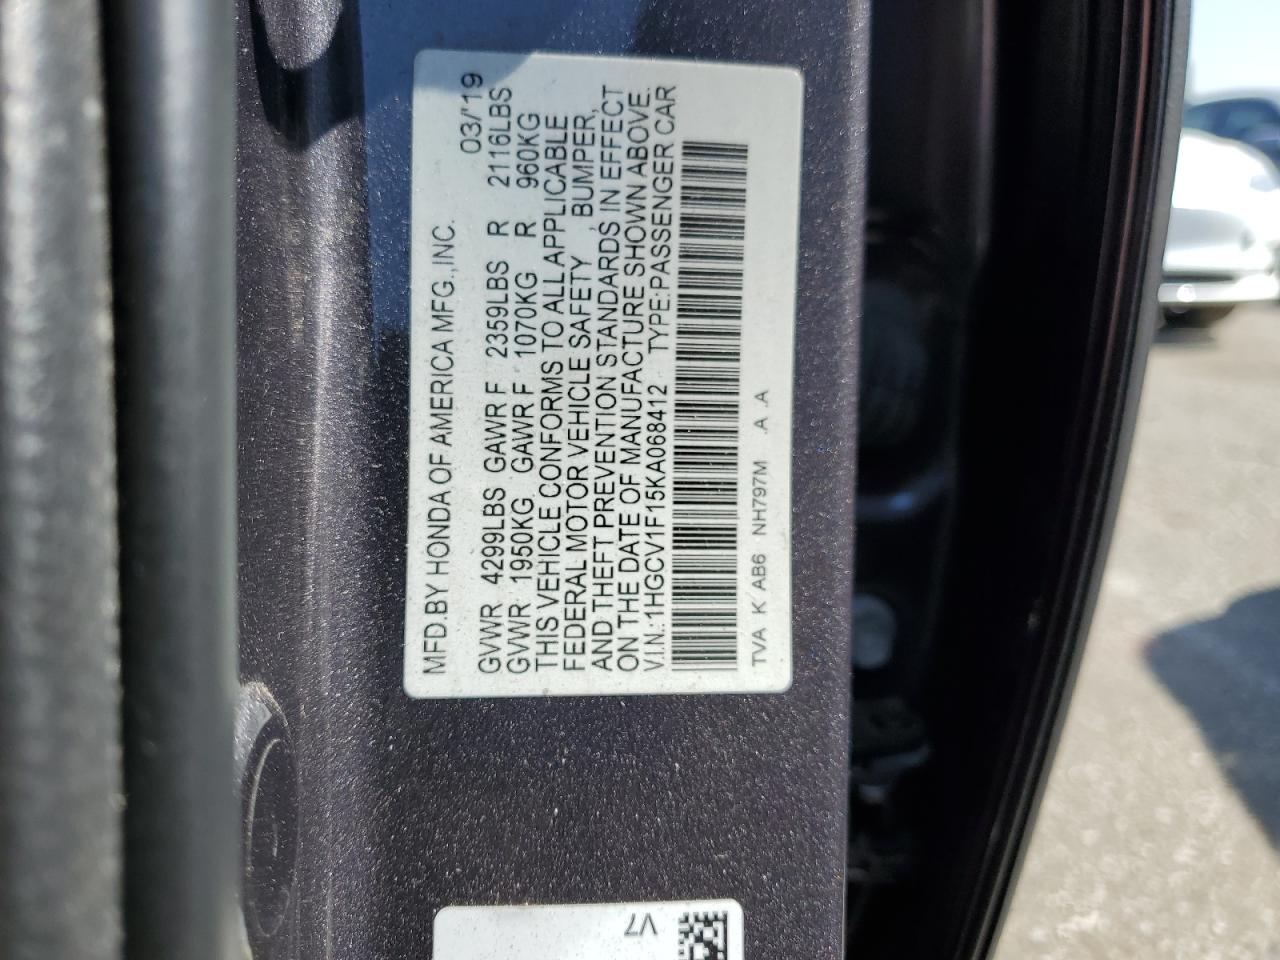 MFD.BY HONDA OF AMERICA MFG.,INC. 03/'19
GVWR 4299LBS GAWR F 2359LBS R 2116LBS
GVWR 1950KG GAWR F 1070KG R 960KG
THIS VEHICLE CONFORMS TO ALL APPLICABLE
FEDERAL MOTOR VEHICLE SAFETY, BUMPER,
AND THEFT PREVENTION STANDARDS IN EFFECT
ON THE DATE OF MANUFACTURE SHOWN ABOVE.
V.I.N.:1HGCV1F15KA068412 TYPE:PASSENGER CAR
TVA K AB6 NH797M .A .A
V7